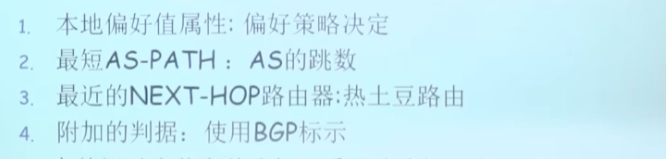 1. 本地偏好值属性: 偏好策略决定
2. 最短AS-PATH ：AS的跳数
3. 最近的NEXT-HOP路由器:热土豆路由
4. 附加的判据：使用BGP标示